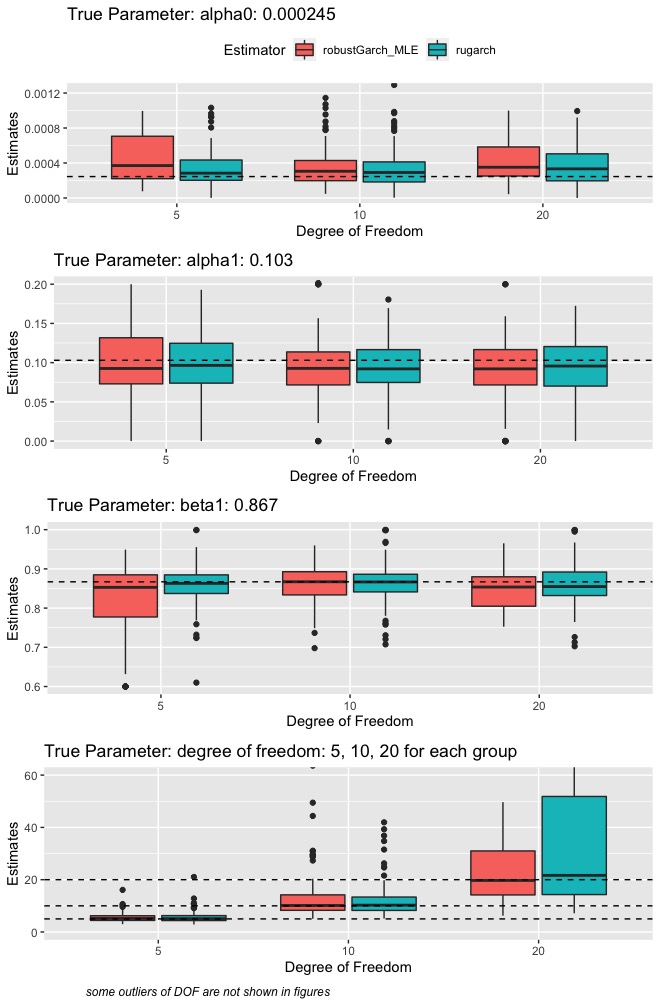 True Parameter: alpha0: 0.000245
Estimator robustGarch_MLE rugarch
0.0012
0.0008
0.0004
0.0000
Estimates
5 10 20
Degree of Freedom
True Parameter: alpha1: 0.103
0.20
0.15
0.10
0.05
0.00
Estimates
5 10 20
Degree of Freedom
True Parameter: beta1: 0.867
1.0
0.9
0.8
0.7
0.6
Estimates
5 10 20
Degree of Freedom
True Parameter: degree of freedom: 5, 10, 20 for each group
60
40
20
0
Estimates
5 10 20
Degree of Freedom
some outliers of DOF are not shown in figures